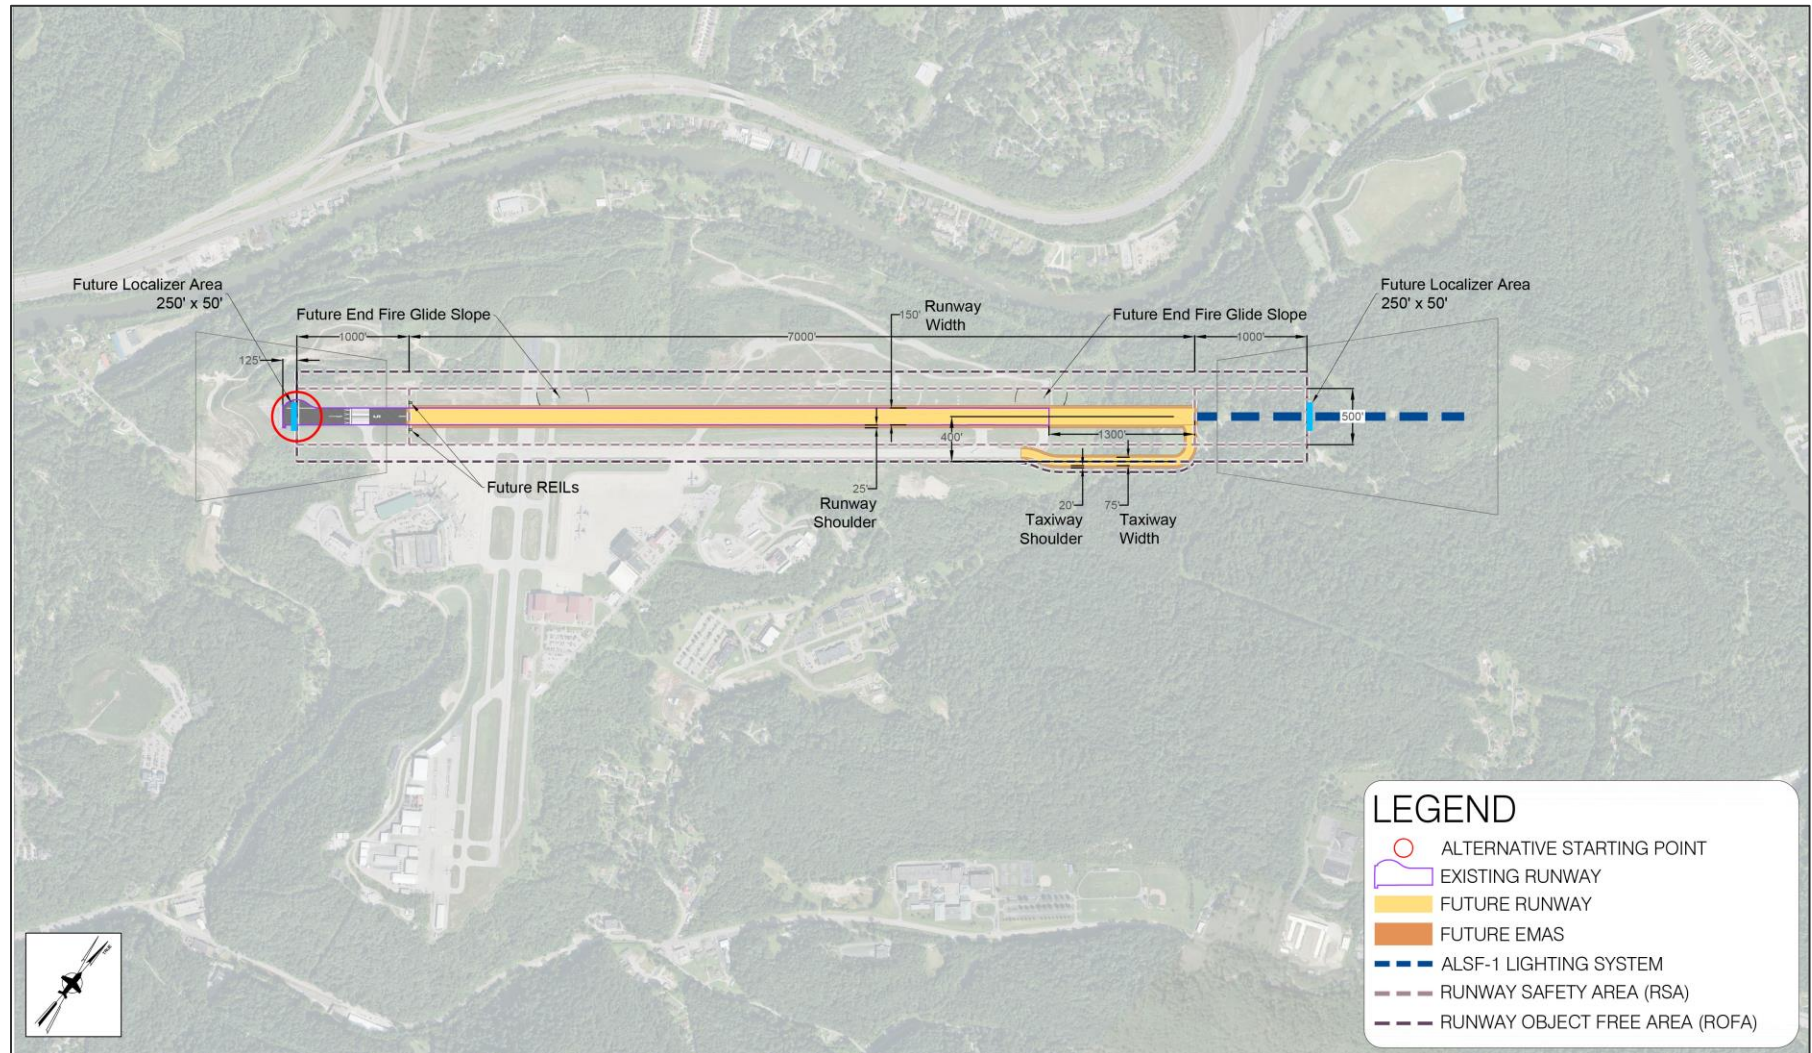 Future Localizer Area
250' x 50'
Future End Fire Glide Slope
1000'
125'
150'
Runway
Width
7000'
Future End Fire Glide Slope
1000'
Future Localizer Area
250' x 50'
500'
400'
1300'
Future REILs
25'
Runway
Shoulder
20'
Taxiway
Shoulder
75'
Taxiway
Width
LEGEND
ALTERNATIVE STARTING POINT
EXISTING RUNWAY
FUTURE RUNWAY
FUTURE EMAS
ALSF-1 LIGHTING SYSTEM
RUNWAY SAFETY AREA (RSA)
RUNWAY OBJECT FREE AREA (ROFA)
TRUE